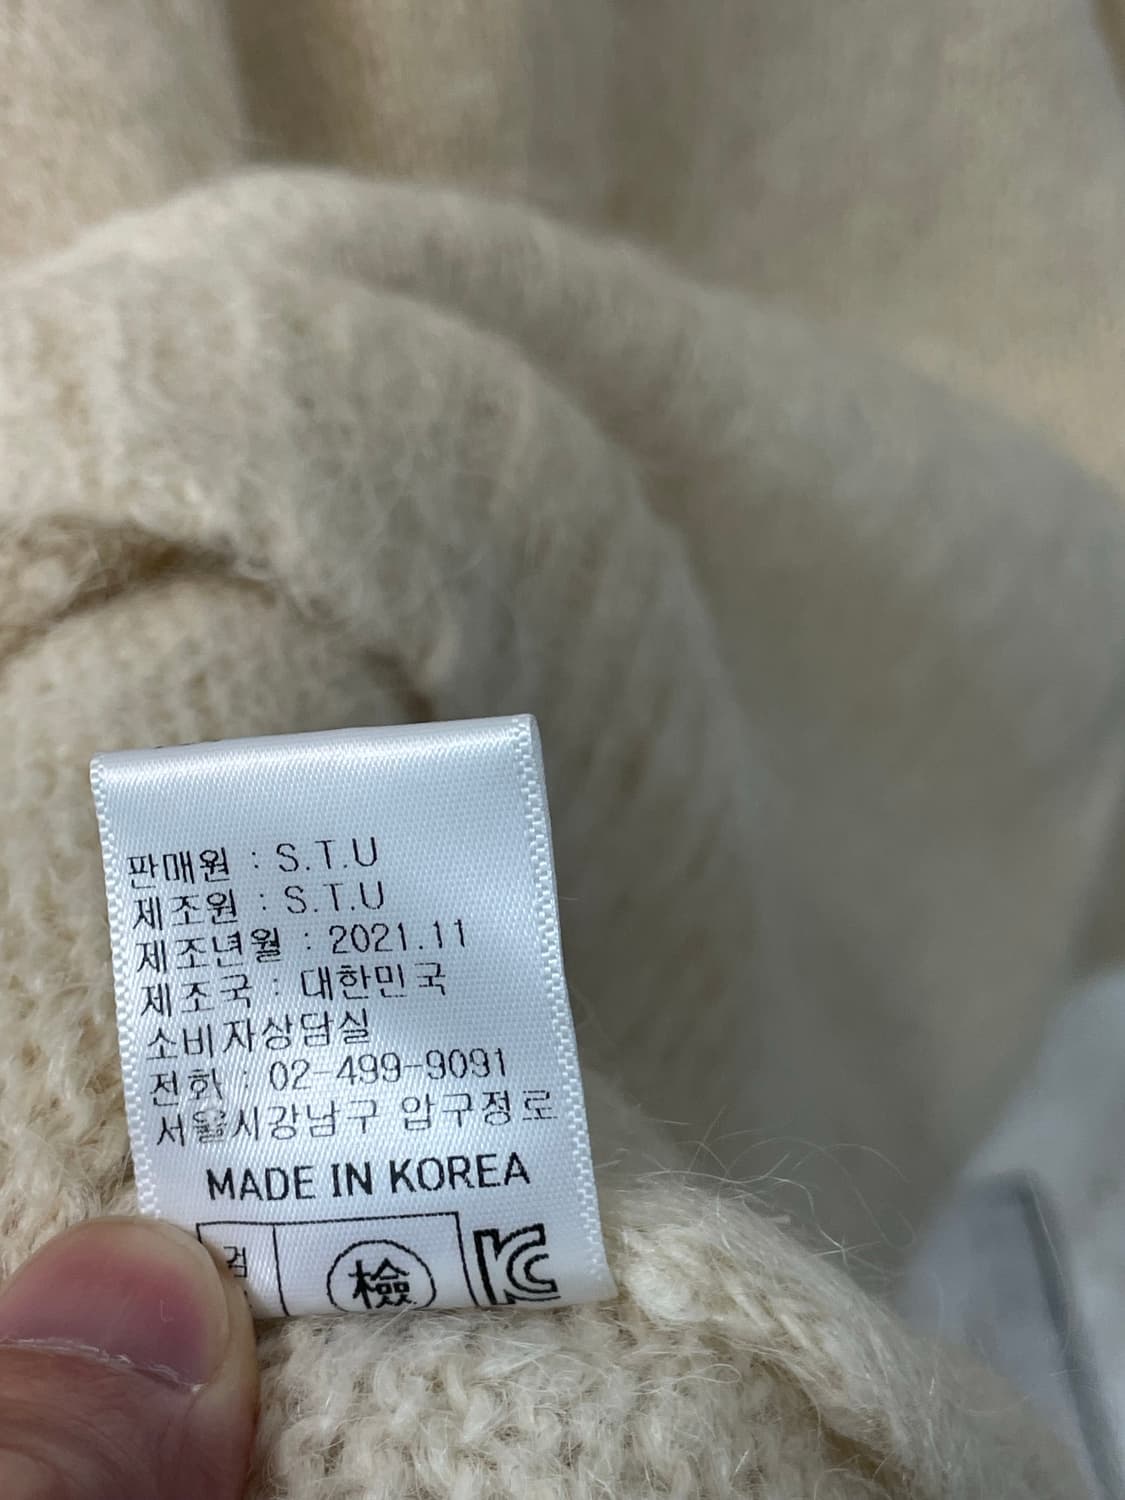 판매원 : S.T.U
제조원 : S.T.U
제조년월 : 2021.11
제조국 : 대한민국
소비자상담실
전화 : 02-499-9091
서울시강남구 압구정로
MADE IN KOREA
검
檢
KC